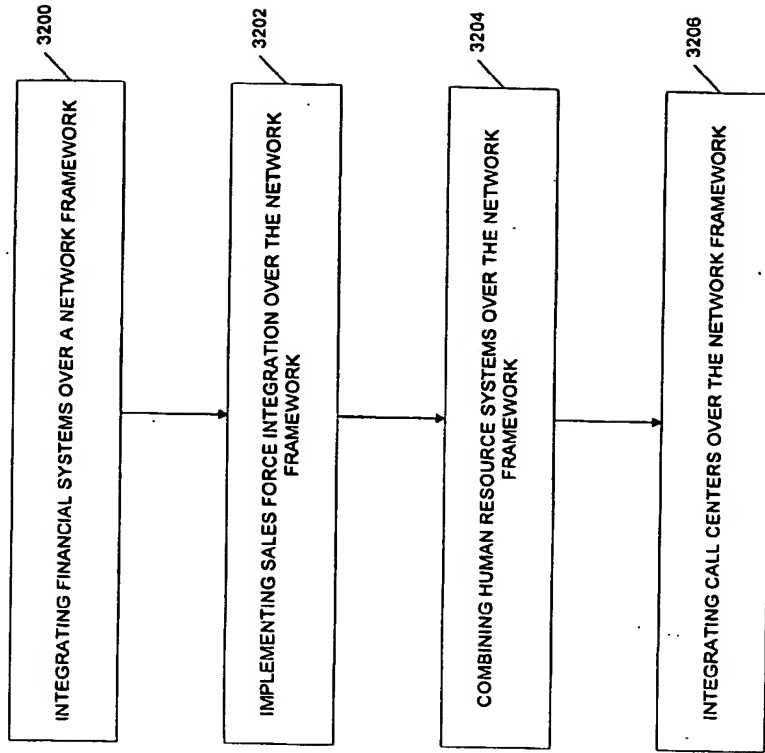 3200
INTEGRATING FINANCIAL SYSTEMS OVER A NETWORK FRAMEWORK
3202
IMPLEMENTING SALES FORCE INTEGRATION OVER THE NETWORK
FRAMEWORK
3204
COMBINING HUMAN RESOURCE SYSTEMS OVER THE NETWORK
FRAMEWORK
3206
INTEGRATING CALL CENTERS OVER THE NETWORK FRAMEWORK